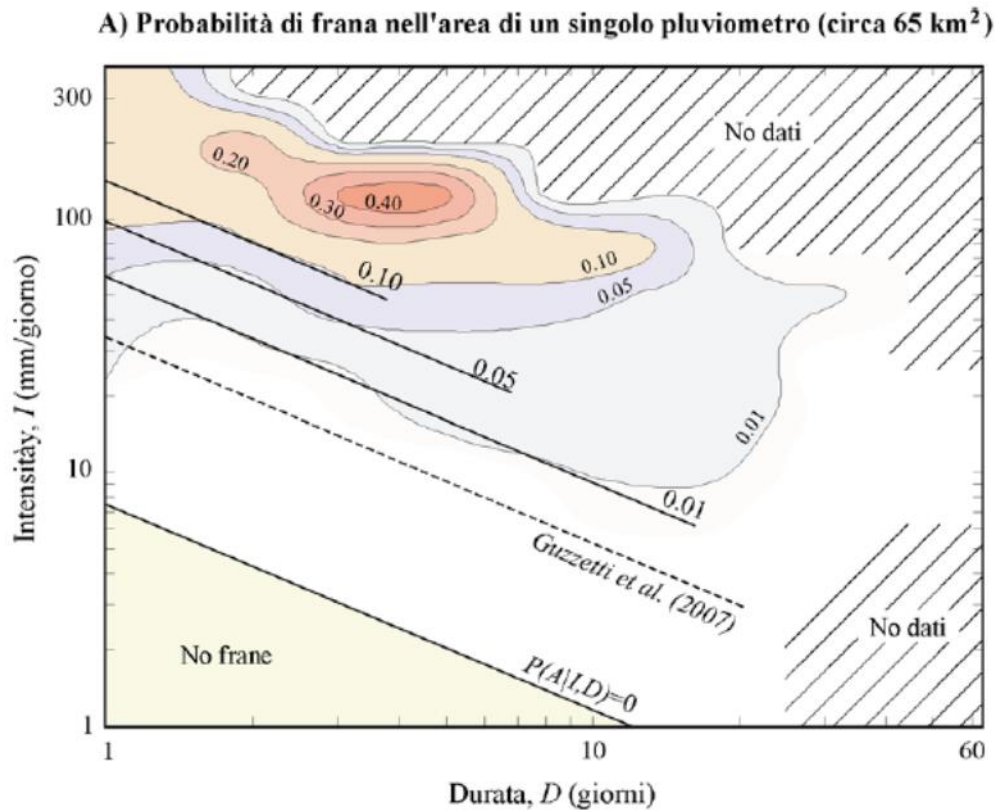 A) Probabilità di frana nell'area di un singolo pluviometro (circa 65 km²)
300
No dati
0.20
0.30
0.40
100
0.10
0.10
0.05
0.05
0.01
0.01
10
Guzzetti et al. (2007)
No dati
No frane
P(A|I,D)=0
1
1
10
60
Intensitày, I (mm/giorno)
Durata, D (giorni)